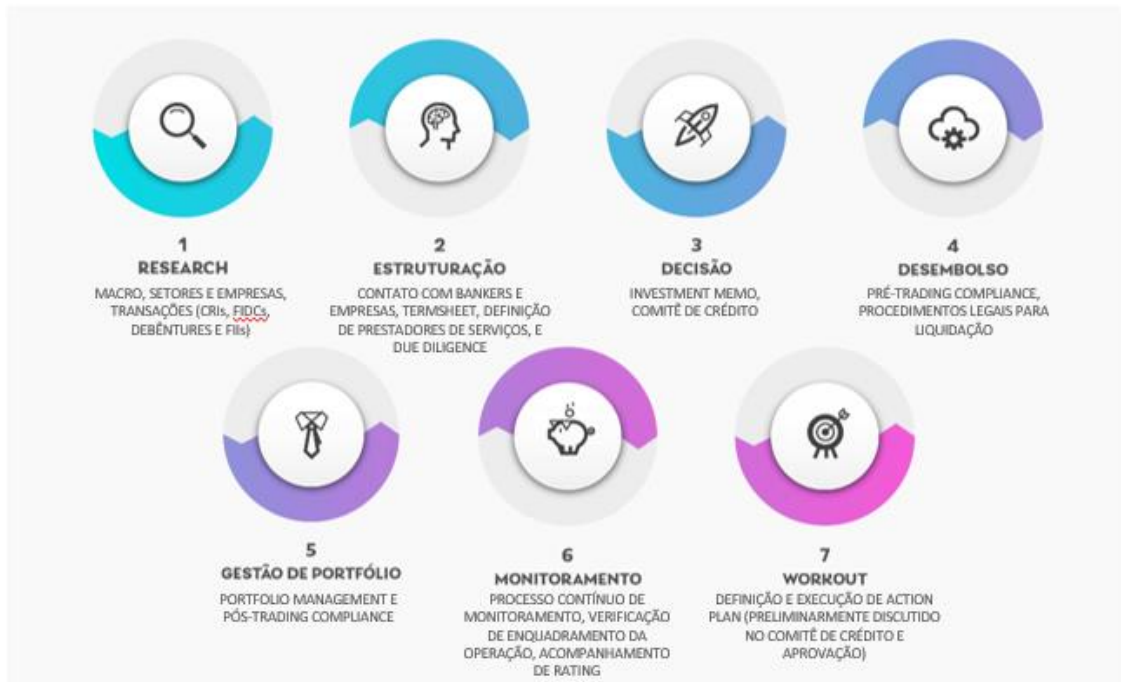 1
RESEARCH
MACRO, SETORES E EMPRESAS,
TRANSAÇÕES (CRIs, FIDCs,
DEBÊNTURES E FIIs)
2
ESTRUTURAÇÃO
CONTATO COM BANKERS E
EMPRESAS, TERMSHEET, DEFINIÇÃO
DE PRESTADORES DE SERVIÇOS, E
DUE DILIGENCE
3
DECISÃO
INVESTMENT MEMO,
COMITÊ DE CRÉDITO
4
DESEMBOLSO
PRÉ-TRADING COMPLIANCE,
PROCEDIMENTOS LEGAIS PARA
LIQUIDAÇÃO
5
GESTÃO DE PORTFÓLIO
PORTFOLIO MANAGEMENT E
PÓS-TRADING COMPLIANCE
6
MONITORAMENTO
PROCESSO CONTÍNUO DE
MONITORAMENTO, VERIFICAÇÃO
DE ENQUADRAMENTO DA
OPERAÇÃO, ACOMPANHAMENTO
DE RATING
7
WORKOUT
DEFINIÇÃO E EXECUÇÃO DE ACTION
PLAN (PRELIMINARMENTE DISCUTIDO
NO COMITÊ DE CRÉDITO E
APROVAÇÃO)